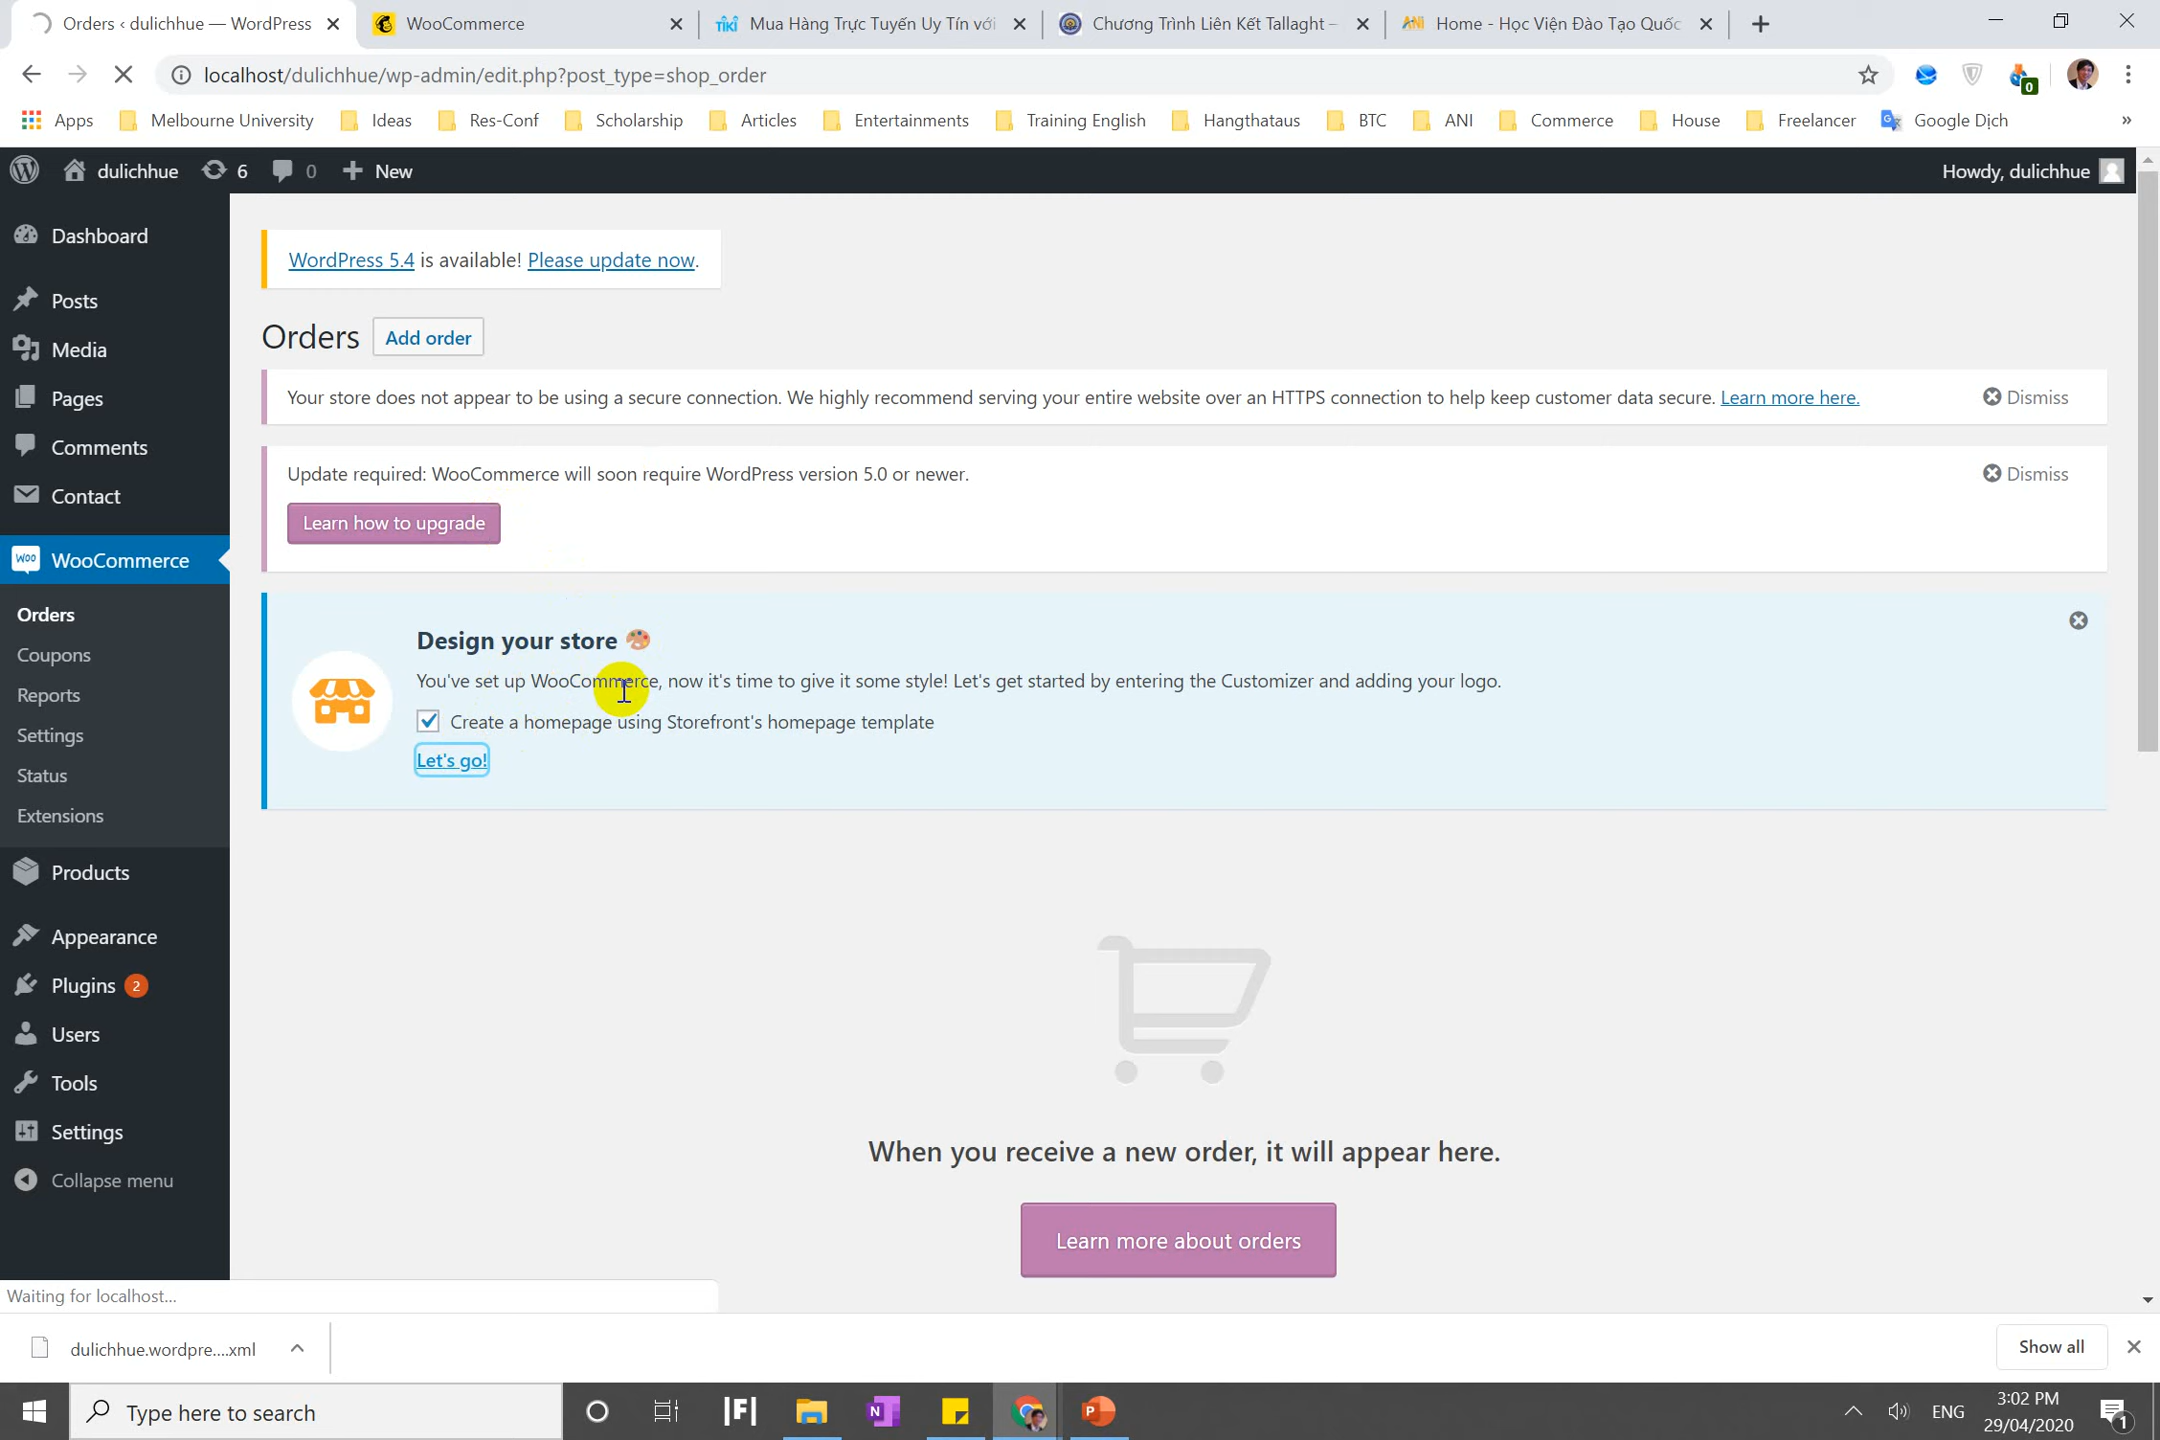 Orders ‹ dulichhue — WordPress
WooCommerce
TIKI Mua Hàng Trực Tuyến Uy Tín với
Chương Trình Liên Kết Tallaght –
ANI Home - Học Viện Đào Tạo Quốc
localhost/dulichhue/wp-admin/edit.php?post_type=shop_order
0
Apps Melbourne University Ideas Res-Conf Scholarship Articles Entertainments Training English Hangthataus BTC ANI Commerce House Freelancer Google Dịch »
dulichhue 6 0 New
Howdy, dulichhue
Dashboard
Posts
Media
Pages
Comments
Contact
WooCommerce
Orders
Coupons
Reports
Settings
Status
Extensions
Products
Appearance
Plugins 2
Users
Tools
Settings
Collapse menu
WordPress 5.4 is available! Please update now.
Orders Add order
Your store does not appear to be using a secure connection. We highly recommend serving your entire website over an HTTPS connection to help keep customer data secure. Learn more here.
Dismiss
Update required: WooCommerce will soon require WordPress version 5.0 or newer.
Dismiss
Learn how to upgrade
Design your store
You've set up WooCommerce, now it's time to give it some style! Let's get started by entering the Customizer and adding your logo.
Create a homepage using Storefront's homepage template
Let's go!
When you receive a new order, it will appear here.
Learn more about orders
Waiting for localhost...
dulichhue.wordpre....xml
Show all
Type here to search
|F|
N
P
ENG
3:02 PM
29/04/2020
1